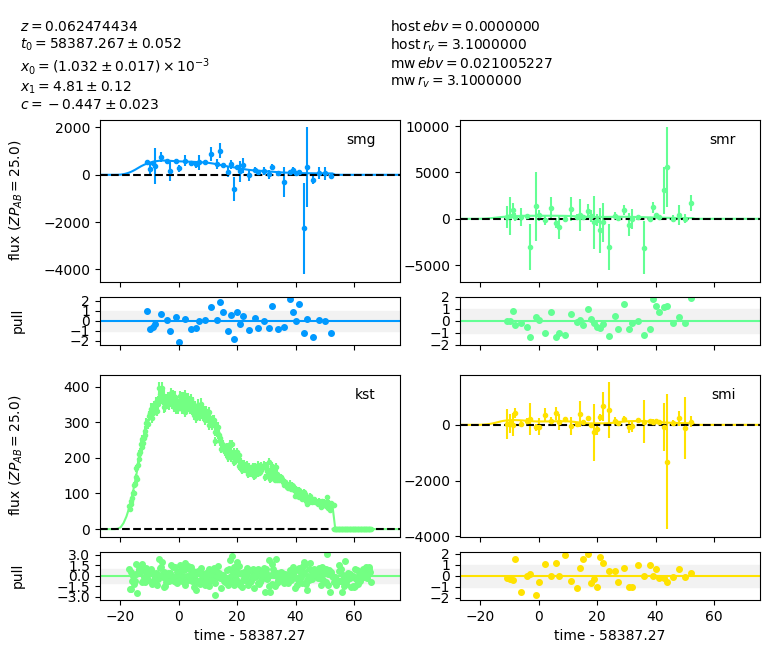 z = 0.062474434
t₀ = 58387.267 ± 0.052
x₀ = (1.032 ± 0.017) × 10⁻³
x₁ = 4.81 ± 0.12
c = −0.447 ± 0.023
host ebv = 0.0000000
host r_v = 3.1000000
mw ebv = 0.021005227
mw r_v = 3.1000000
flux (ZP_AB = 25.0)
2000
0
−2000
−4000
smg
10000
5000
0
−5000
smr
pull
2
1
0
−1
−2
2
1
0
−1
−2
flux (ZP_AB = 25.0)
400
300
200
100
0
kst
0
−2000
−4000
smi
pull
3.0
1.5
0.0
−1.5
−3.0
2
1
0
−1
−2
−20 0 20 40 60
−20 0 20 40 60
time - 58387.27
time - 58387.27